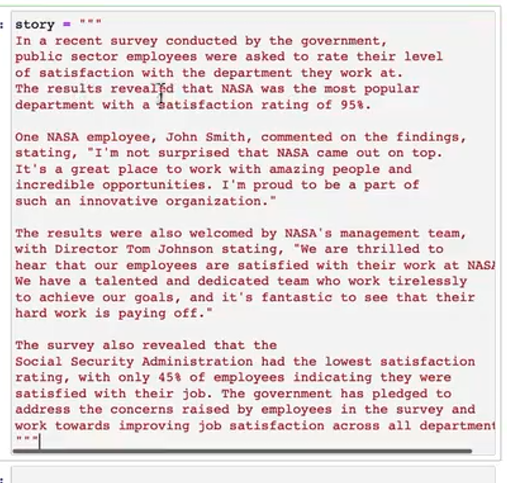 : story = """
In a recent survey conducted by the government,
public sector employees were asked to rate their level
of satisfaction with the department they work at.
The results revealed that NASA was the most popular
department with a satisfaction rating of 95%.
One NASA employee, John Smith, commented on the findings,
stating, "I'm not surprised that NASA came out on top.
It's a great place to work with amazing people and
incredible opportunities. I'm proud to be a part of
such an innovative organization."
The results were also welcomed by NASA's management team,
with Director Tom Johnson stating, "We are thrilled to
hear that our employees are satisfied with their work at NASA
We have a talented and dedicated team who work tirelessly
to achieve our goals, and it's fantastic to see that their
hard work is paying off."
The survey also revealed that the
Social Security Administration had the lowest satisfaction
rating, with only 45% of employees indicating they were
satisfied with their job. The government has pledged to
address the concerns raised by employees in the survey and
work towards improving job satisfaction across all department
"""
: